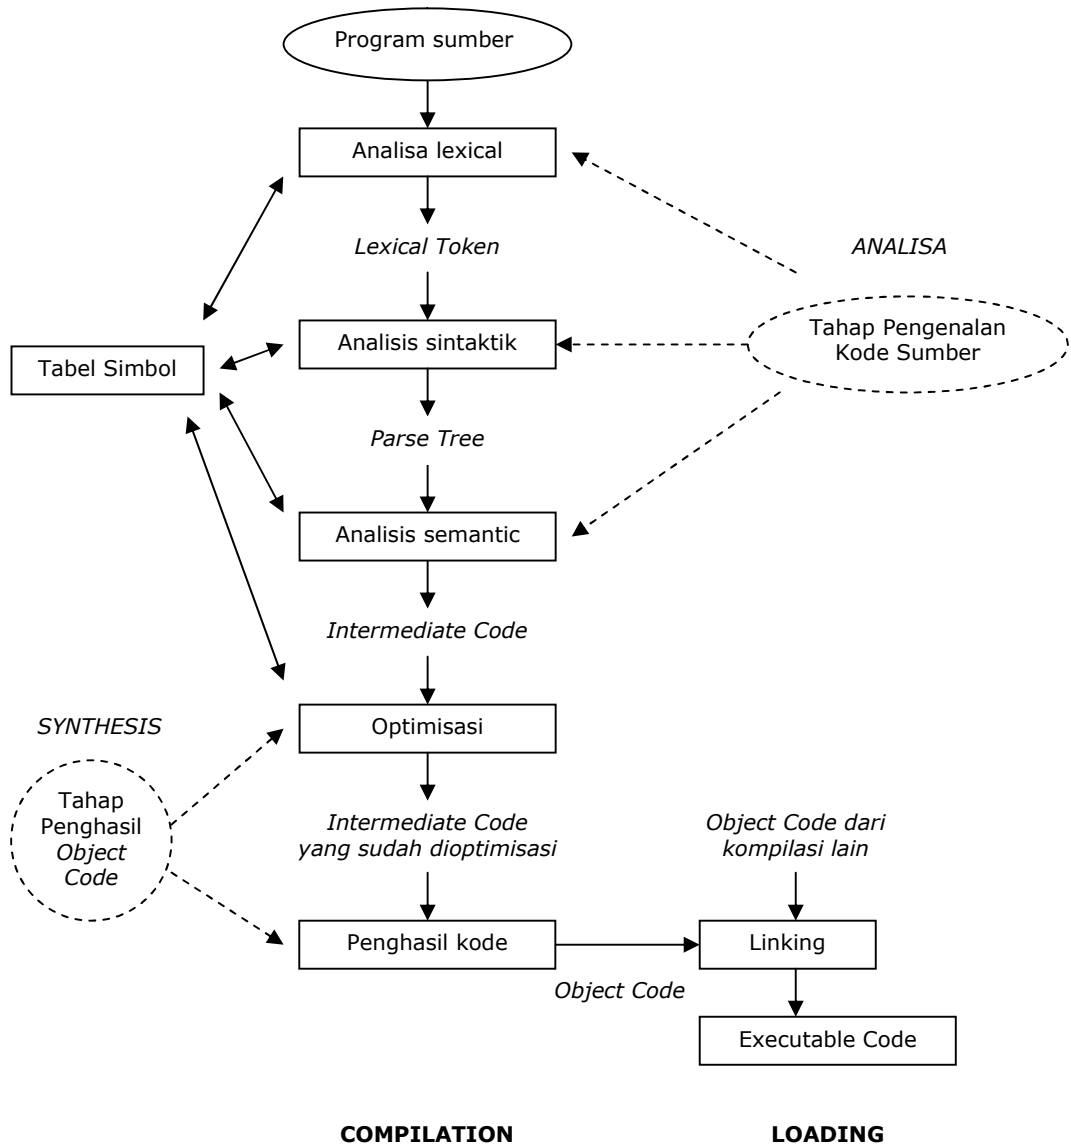 Program sumber
Analisa lexical
Lexical Token
ANALISA
Analisis sintaktik
Tahap Pengenalan
Kode Sumber
Tabel Simbol
Parse Tree
Analisis semantic
Intermediate Code
SYNTHESIS
Optimisasi
Tahap
Penghasil
Object
Code
Intermediate Code
yang sudah dioptimisasi
Object Code dari
kompilasi lain
Penghasil kode
Linking
Object Code
Executable Code
COMPILATION
LOADING